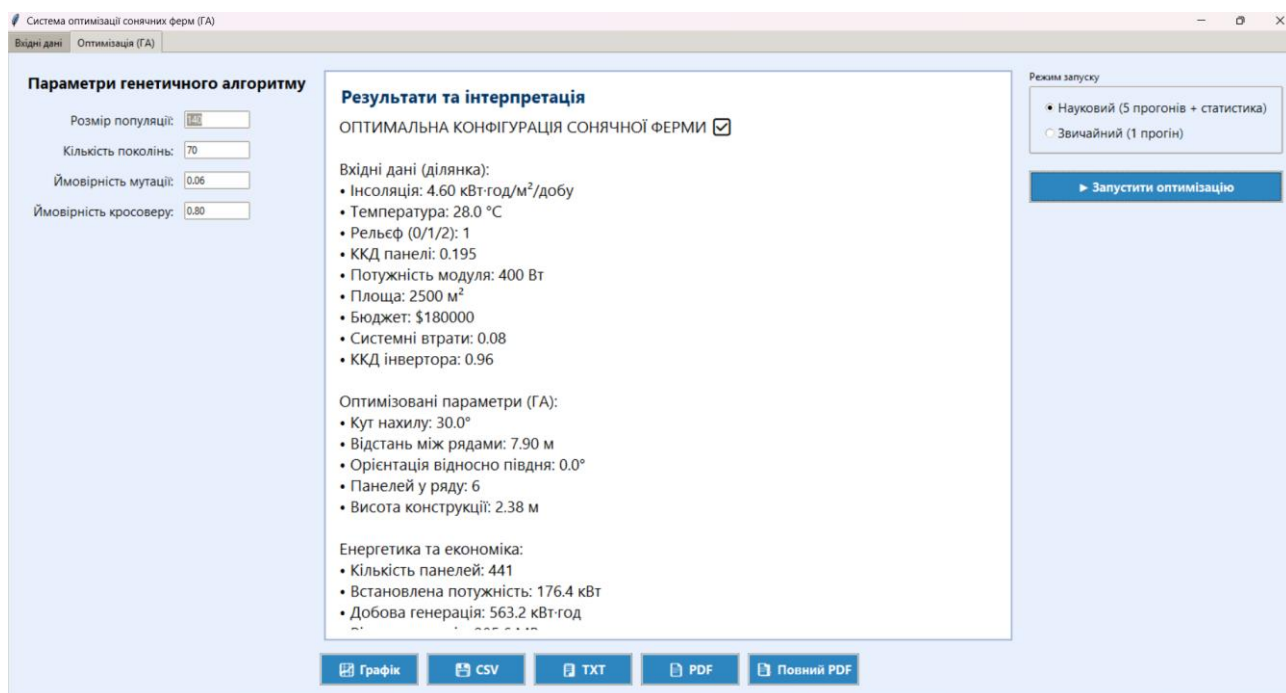 Система оптимізації сонячних ферм (ГА)
Вхідні дані Оптимізація (ГА)
Параметри генетичного алгоритму
Розмір популяції:
Кількість поколінь: 70
Ймовірність мутації: 0.06
Ймовірність кросоверу: 0.80
Результати та інтерпретація
ОПТИМАЛЬНА КОНФІГУРАЦІЯ СОНЯЧНОЇ ФЕРМИ ☑
Вхідні дані (ділянка):
• Інсоляція: 4.60 кВт·год/м²/добу
• Температура: 28.0 °C
• Рельєф (0/1/2): 1
• ККД панелі: 0.195
• Потужність модуля: 400 Вт
• Площа: 2500 м²
• Бюджет: $180000
• Системні втрати: 0.08
• ККД інвертора: 0.96
Оптимізовані параметри (ГА):
• Кут нахилу: 30.0°
• Відстань між рядами: 7.90 м
• Орієнтація відносно півдня: 0.0°
• Панелей у ряду: 6
• Висота конструкції: 2.38 м
Енергетика та економіка:
• Кількість панелей: 441
• Встановлена потужність: 176.4 кВт
• Добова генерація: 563.2 кВт·год
Режим запуску
Науковий (5 прогонів + статистика)
Звичайний (1 прогін)
► Запустити оптимізацію
Графік
CSV
TXT
PDF
Повний PDF